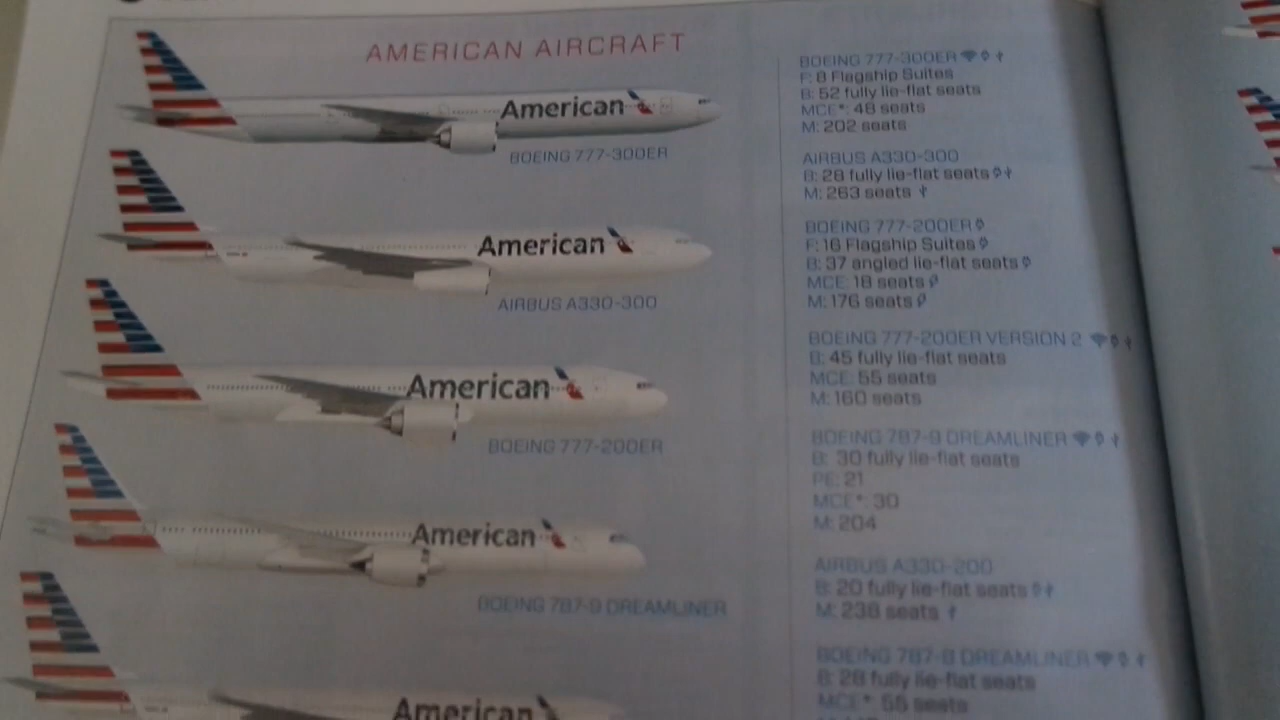 AMERICAN AIRCRAFT
American
BOEING 777-300ER
American
AIRBUS A330-300
American
BOEING 777-200ER
American
BOEING 787-9 DREAMLINER
American
BOEING 777-300ER
F: 8 Flagship Suites
B: 52 fully lie-flat seats
MCE*: 48 seats
M: 202 seats
AIRBUS A330-300
B: 28 fully lie-flat seats
M: 263 seats
BOEING 777-200ER
F: 16 Flagship Suites
B: 37 angled lie-flat seats
MCE: 18 seats
M: 176 seats
BOEING 777-200ER VERSION 2
B: 45 fully lie-flat seats
MCE: 55 seats
M: 160 seats
BOEING 787-9 DREAMLINER
B: 30 fully lie-flat seats
PE: 21
MCE*: 30
M: 204
AIRBUS A330-200
B: 20 fully lie-flat seats
M: 238 seats
BOEING 787-8 DREAMLINER
B: 28 fully lie-flat seats
MCE*: 55 seats